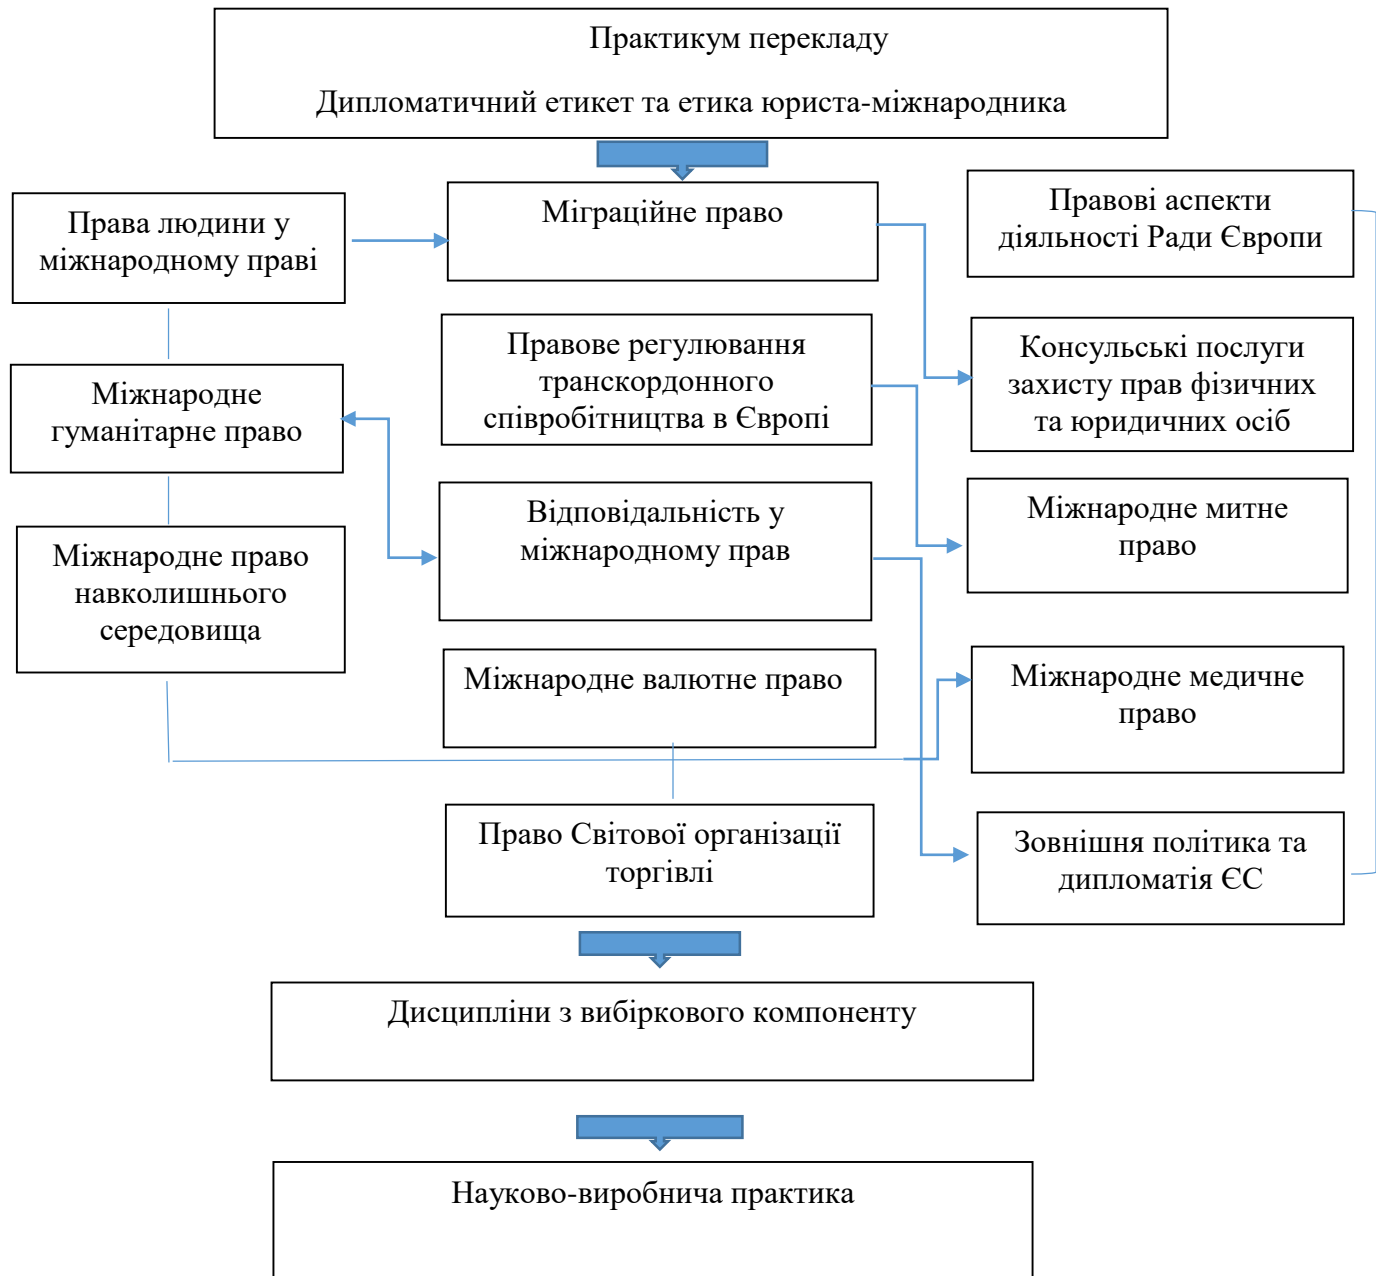 Практикум перекладу
Дипломатичний етикет та етика юриста-міжнародника
Права людини у
міжнародному праві
Міграційне право
Правові аспекти
діяльності Ради Європи
Міжнародне
гуманітарне право
Правове регулювання
транскордонного
співробітництва в Європі
Консульські послуги
захисту прав фізичних
та юридичних осіб
Міжнародне право
навколишнього
середовища
Відповідальність у
міжнародному прав
Міжнародне митне
право
Міжнародне валютне право
Міжнародне медичне
право
Право Світової організації
торгівлі
Зовнішня політика та
дипломатія ЄС
Дисципліни з вибіркового компоненту
Науково-виробнича практика